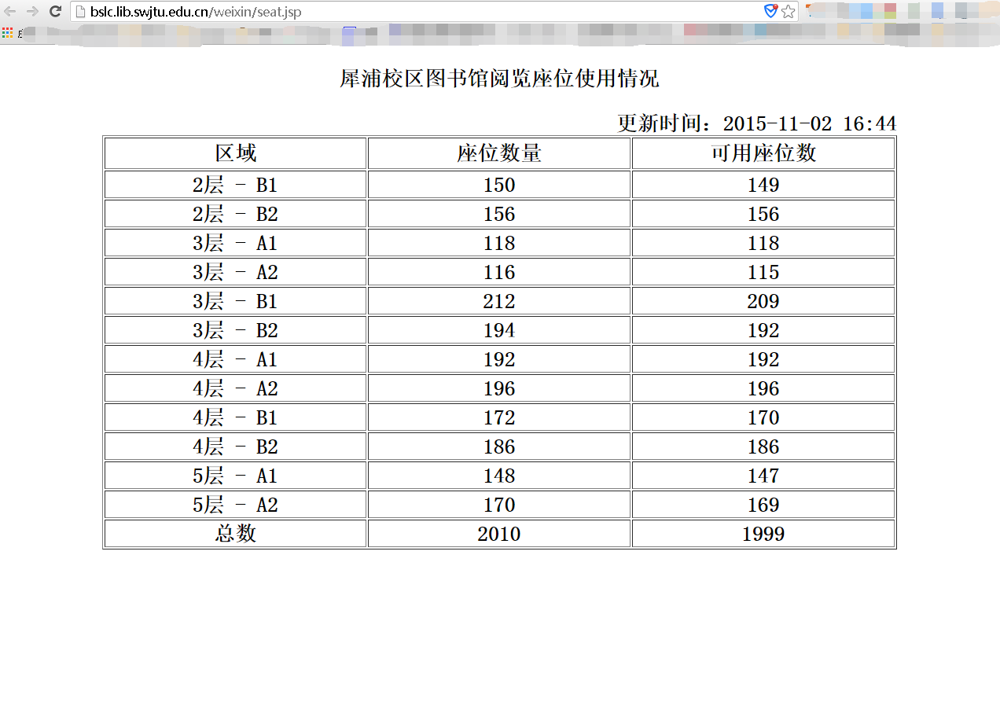 bslc.lib.swjtu.edu.cn/weixin/seat.jsp
犀浦校区图书馆阅览座位使用情况
更新时间：2015-11-02 16:44
区域 座位数量 可用座位数
2层 - B1 150 149
2层 - B2 156 156
3层 - A1 118 118
3层 - A2 116 115
3层 - B1 212 209
3层 - B2 194 192
4层 - A1 192 192
4层 - A2 196 196
4层 - B1 172 170
4层 - B2 186 186
5层 - A1 148 147
5层 - A2 170 169
总数 2010 1999